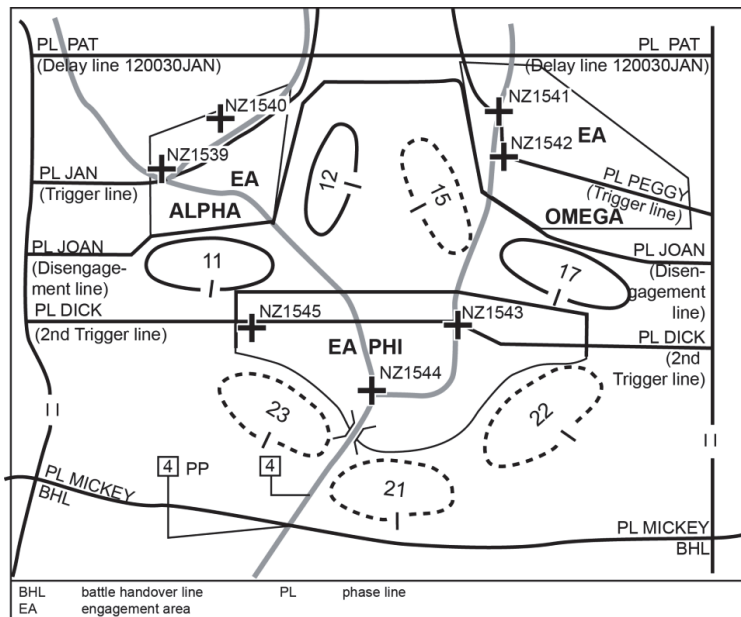 PL PAT
(Delay line 120030JAN)
PL PAT
(Delay line 120030JAN)
NZ1540
NZ1541
EA
NZ1542
NZ1539
PL JAN
(Trigger line)
EA
ALPHA
12
15
PL PEGGY
(Trigger line)
OMEGA
PL JOAN
(Disengage-
ment line)
11
17
PL JOAN
(Disen-
gagement
line)
PL DICK
(2nd Trigger line)
NZ1545
NZ1543
EA PHI
PL DICK
(2nd
Trigger line)
NZ1544
23
22
I I
I I
4 PP
4
21
PL MICKEY
BHL
PL MICKEY
BHL
BHL battle handover line PL phase line
EA engagement area